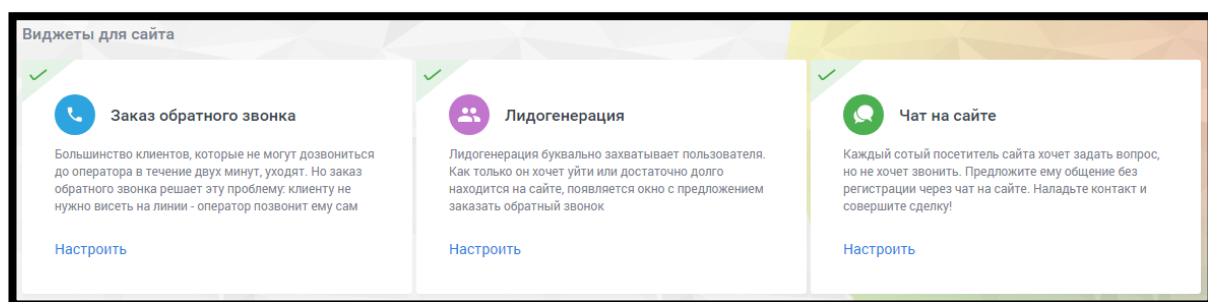 Виджеты для сайта
Заказ обратного звонка
Большинство клиентов, которые не могут дозвониться
до оператора в течение двух минут, уходят. Но заказ
обратного звонка решает эту проблему: клиенту не
нужно висеть на линии - оператор позвонит ему сам
Настроить
Лидогенерация
Лидогенерация буквально захватывает пользователя.
Как только он хочет уйти или достаточно долго
находится на сайте, появляется окно с предложением
заказать обратный звонок
Настроить
Чат на сайте
Каждый сотый посетитель сайта хочет задать вопрос,
но не хочет звонить. Предложите ему общение без
регистрации через чат на сайте. Наладьте контакт и
совершите сделку!
Настроить